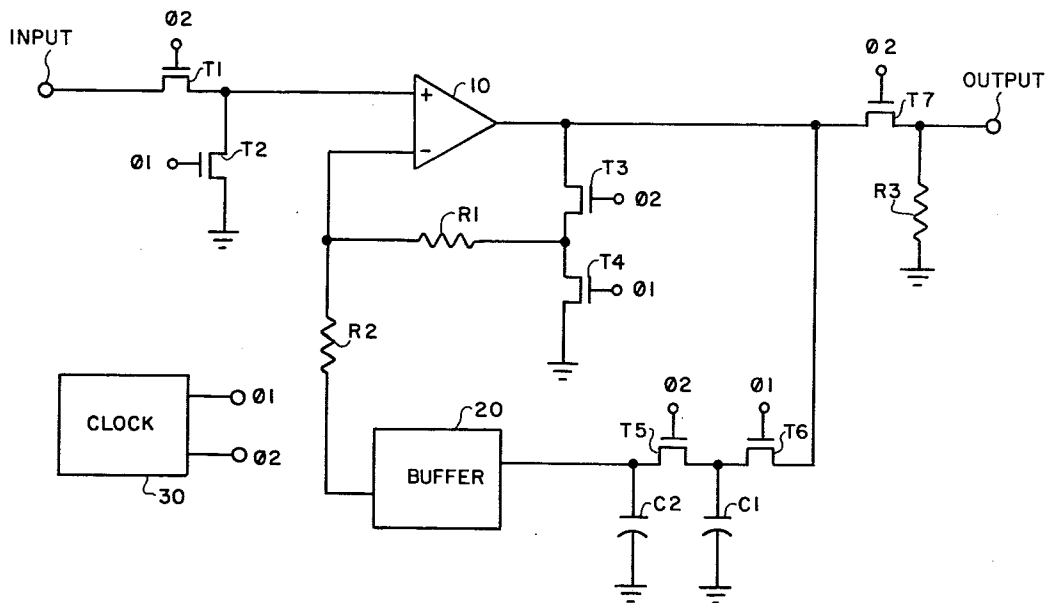 INPUT
Ø2
T1
10
+
-
Ø2
OUTPUT
T7
Ø1
T2
T3
Ø2
R3
R1
T4
Ø1
R2
CLOCK
Ø1
Ø2
30
20
BUFFER
Ø2
Ø1
T5
T6
C2
C1